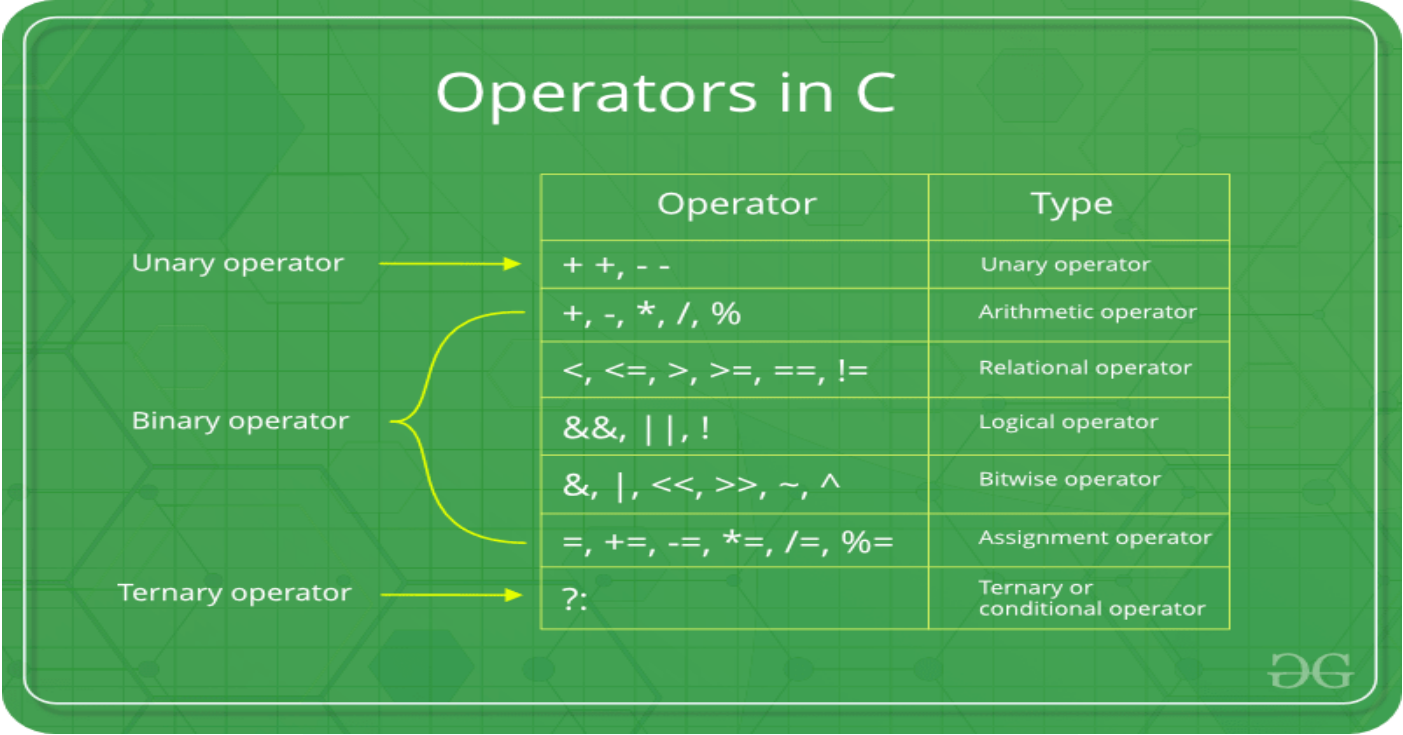 Operators in C
Operator Type
Unary operator + +, - - Unary operator
+, -, *, /, % Arithmetic operator
<, <=, >, >=, ==, != Relational operator
Binary operator &&, ||, ! Logical operator
&, |, <<, >>, ~, ^ Bitwise operator
=, +=, -=, *=, /=, %= Assignment operator
Ternary operator ?: Ternary or
conditional operator